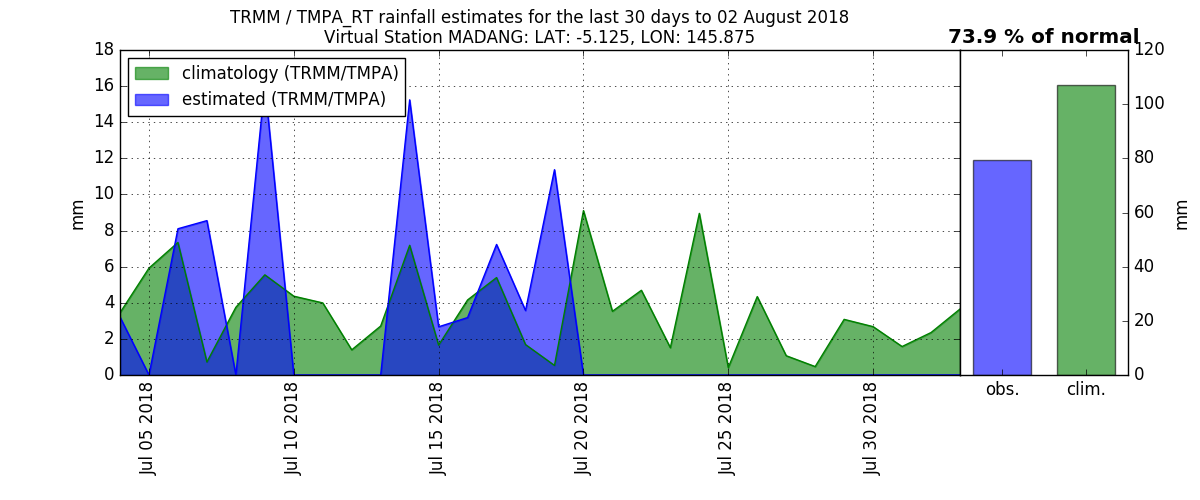 TRMM / TMPA_RT rainfall estimates for the last 30 days to 02 August 2018
Virtual Station MADANG: LAT: -5.125, LON: 145.875
73.9 % of normal
climatology (TRMM/TMPA)
estimated (TRMM/TMPA)
18
16
14
12
10
8
6
4
2
0
mm
Jul 05 2018
Jul 10 2018
Jul 15 2018
Jul 20 2018
Jul 25 2018
Jul 30 2018
obs.
clim.
120
100
80
60
40
20
0
mm